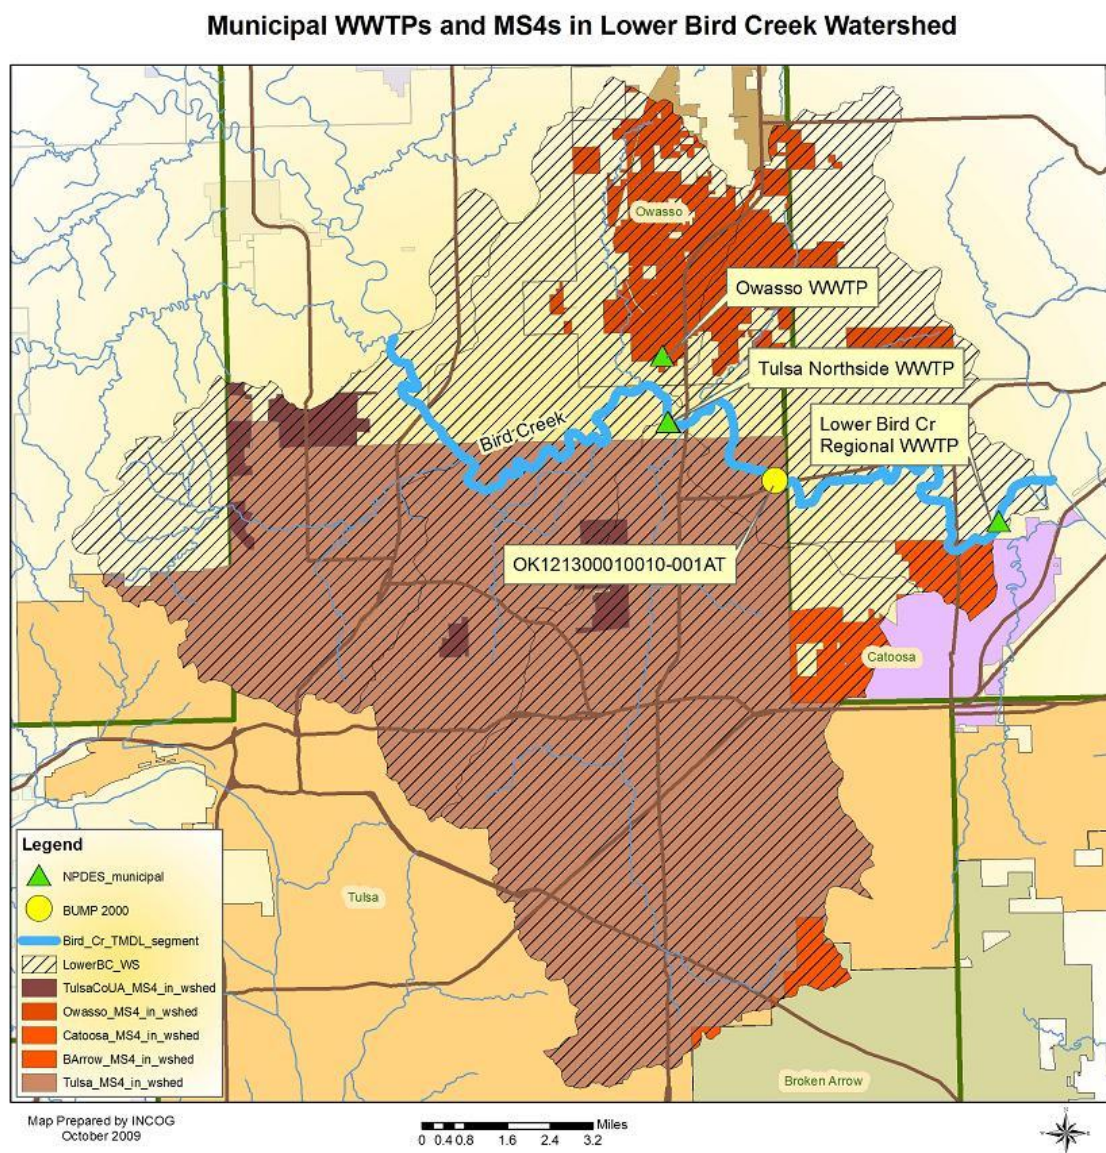 Municipal WWTPs and MS4s in Lower Bird Creek Watershed
Owasso
Owasso WWTP
Tulsa Northside WWTP
Lower Bird Cr
Regional WWTP
Bird Creek
OK121300010010-001AT
Catoosa
Tulsa
Broken Arrow
Legend
NPDES_municipal
BUMP 2000
Bird_Cr_TMDL_segment
LowerBC_WS
TulsaCoUA_MS4_in_wshed
Owasso_MS4_in_wshed
Catoosa_MS4_in_wshed
BArrow_MS4_in_wshed
Tulsa_MS4_in_wshed
Map Prepared by INCOG
October 2009
Miles
0 0.4 0.8 1.6 2.4 3.2